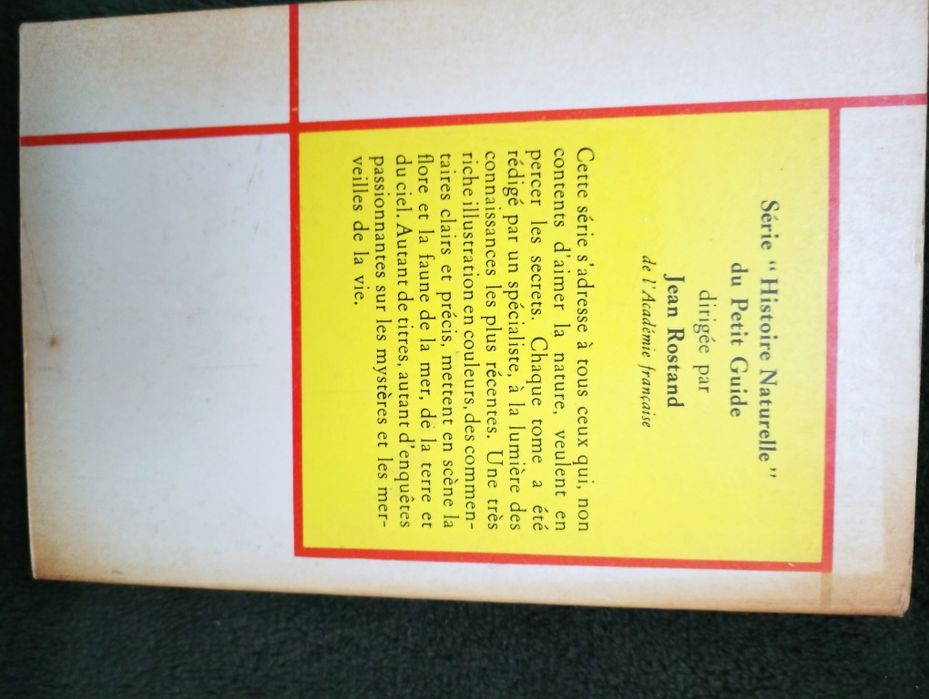 Série "Histoire Naturelle"
du Petit Guide
dirigée par
Jean Rostand
de l'Académie française
Cette série s'adresse à tous ceux qui, non
contents d'aimer la nature, veulent en
percer les secrets. Chaque tome a été
rédigé par un spécialiste, à la lumière des
connaissances les plus récentes. Une très
riche illustration en couleurs, des commen-
taires clairs et précis, mettent en scène la
flore et la faune de la mer, de la terre et
du ciel. Autant de titres, autant d'enquêtes
passionnantes sur les mystères et les mer-
veilles de la vie.